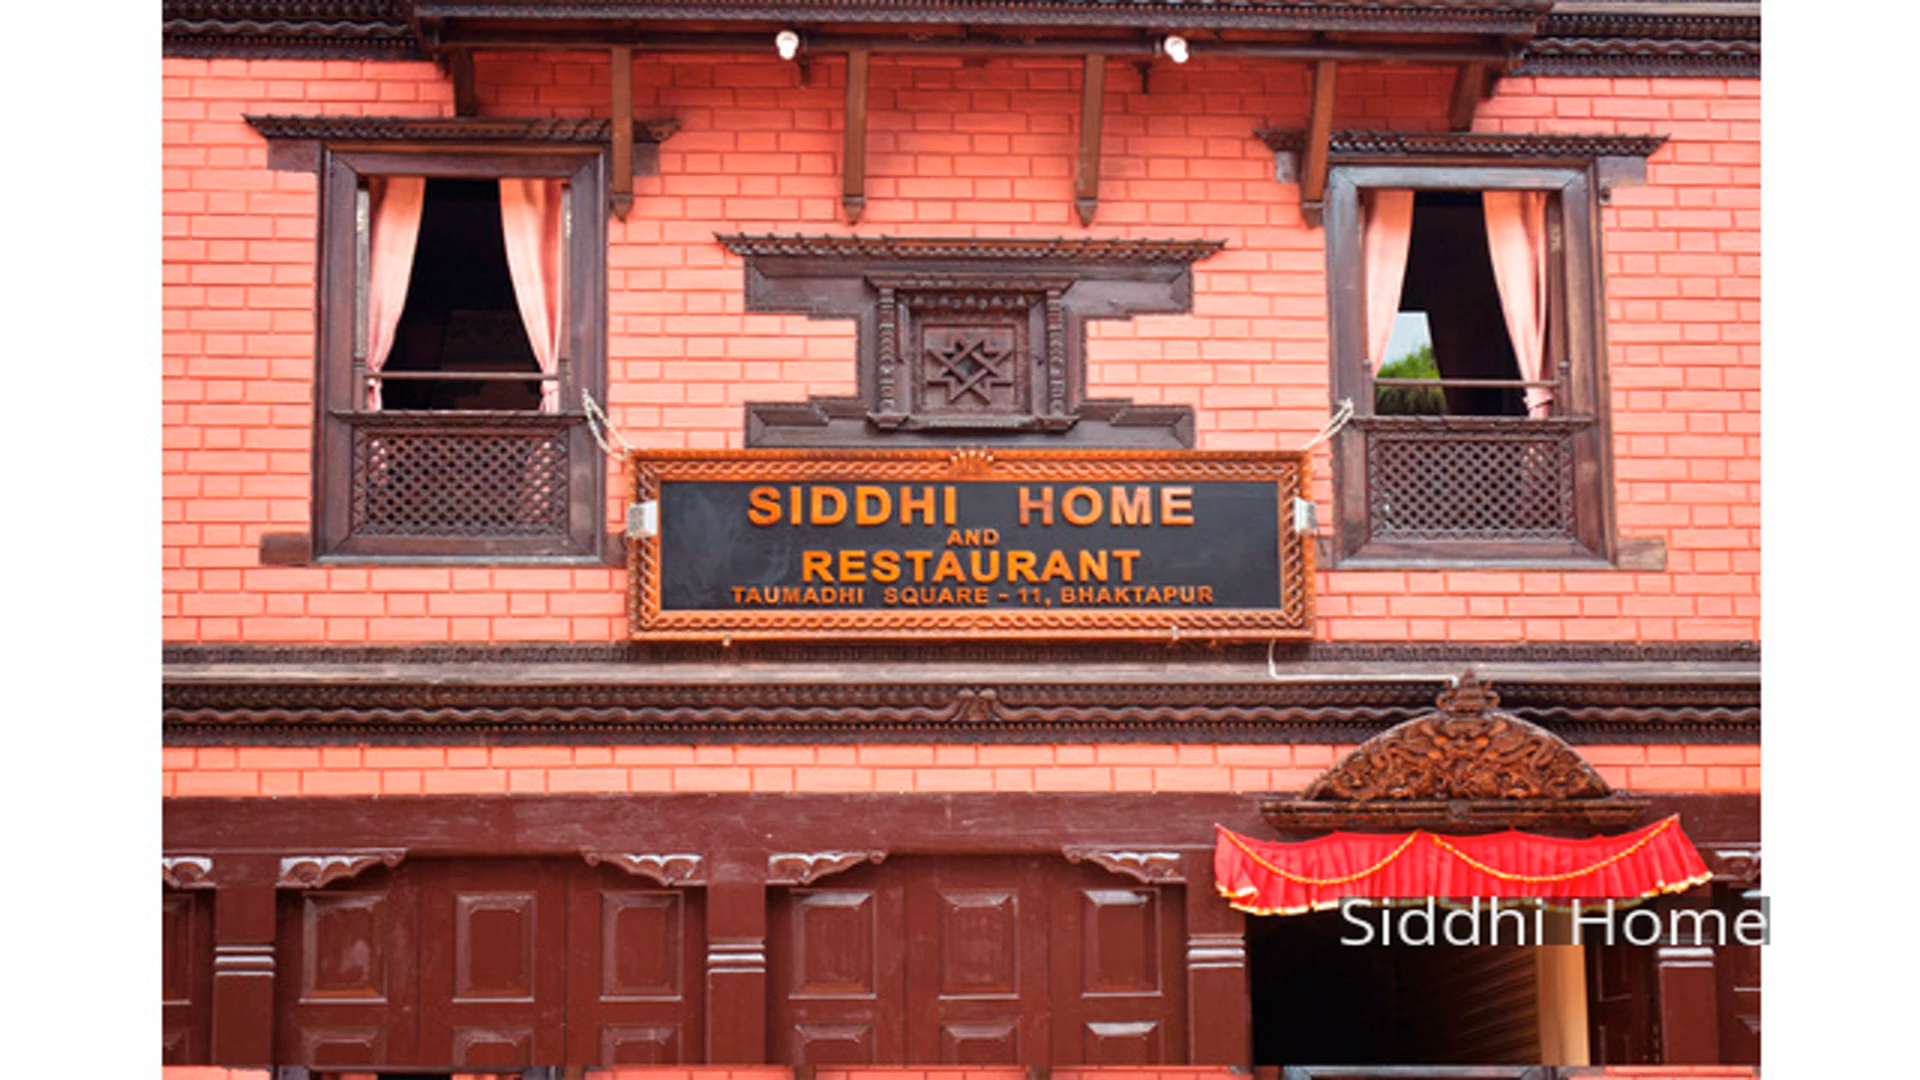 SIDDHI HOME
AND
RESTAURANT
TAUMADHI SQUARE - 11, BHAKTAPUR
Siddhi Home